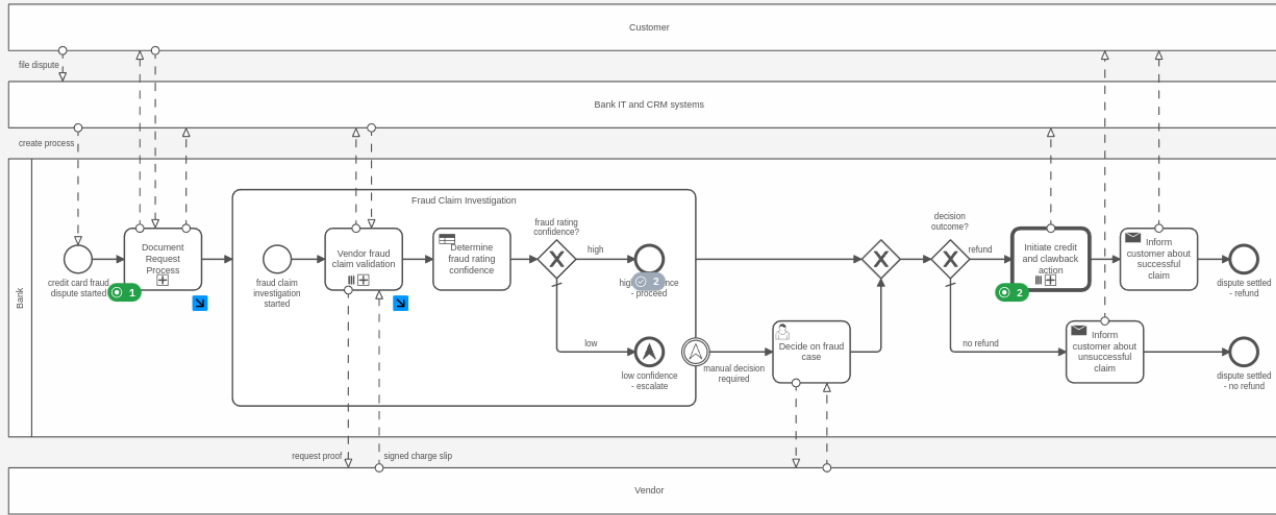 Customer
file dispute
Bank IT and CRM systems
create process
Bank
Fraud Claim Investigation
credit card fraud
dispute started
Document
Request
Process
1
fraud claim
investigation
started
Vendor fraud
claim validation
Determine
fraud rating
confidence
fraud rating
confidence?
high
2
- proceed
low
low confidence
- escalate
manual decision
required
Decide on fraud
case
decision
outcome?
refund
no refund
Initiate credit
and clawback
action
2
Inform
customer about
successful
claim
dispute settled
- refund
Inform
customer about
unsuccessful
claim
dispute settled
- no refund
request proof
signed charge slip
Vendor